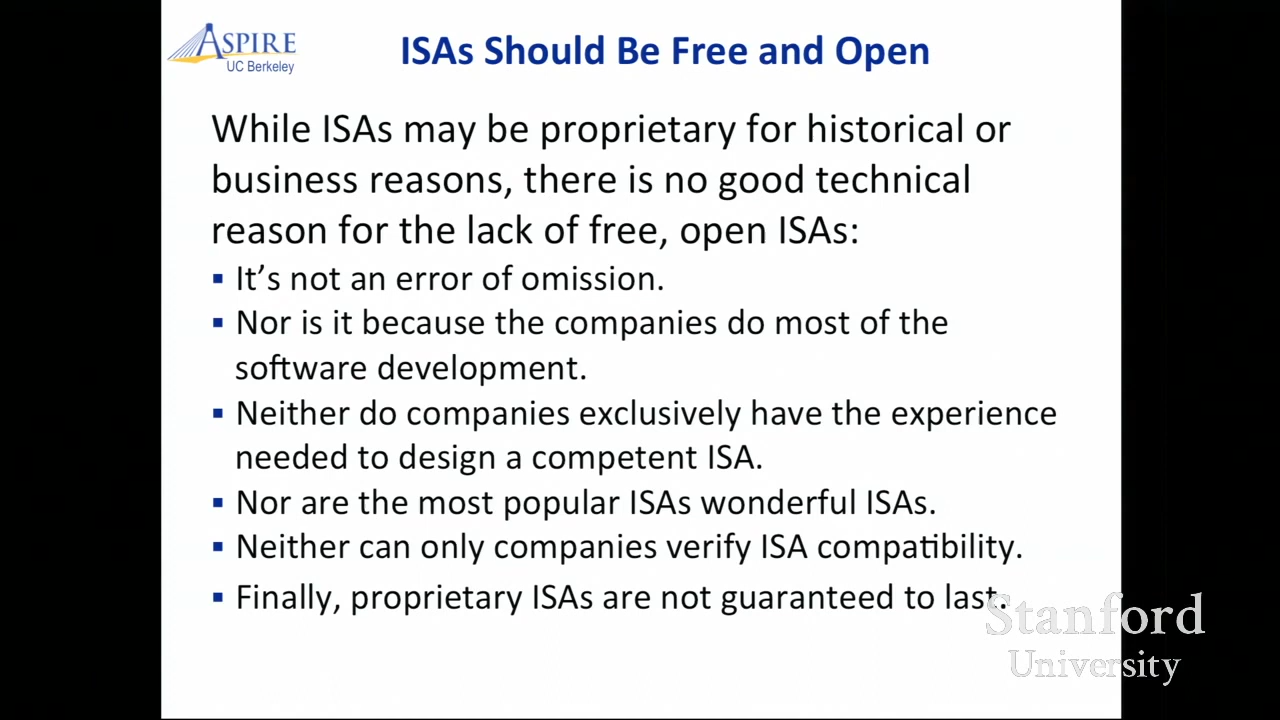 ASPIRE
UC Berkeley
ISAs Should Be Free and Open
While ISAs may be proprietary for historical or
business reasons, there is no good technical
reason for the lack of free, open ISAs:
▪ It's not an error of omission.
▪ Nor is it because the companies do most of the
software development.
▪ Neither do companies exclusively have the experience
needed to design a competent ISA.
▪ Nor are the most popular ISAs wonderful ISAs.
▪ Neither can only companies verify ISA compatibility.
▪ Finally, proprietary ISAs are not guaranteed to last.
Stanford
University